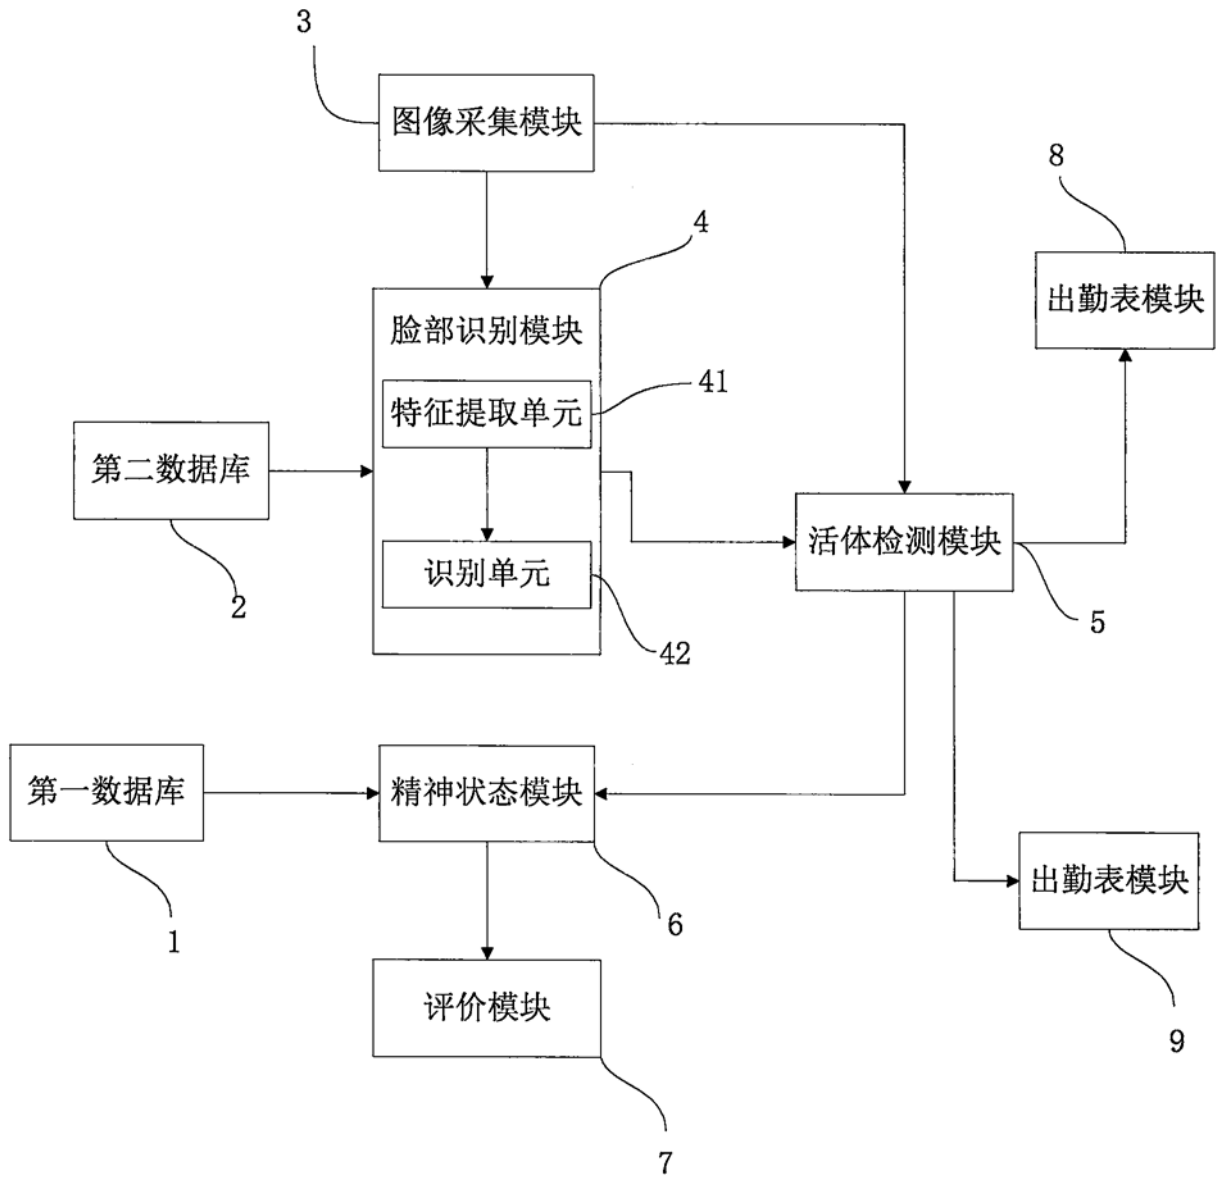 3
图像采集模块
8
4
出勤表模块
脸部识别模块
41
特征提取单元
第二数据库
活体检测模块
识别单元
2
5
42
第一数据库
精神状态模块
出勤表模块
6
1
评价模块
9
7